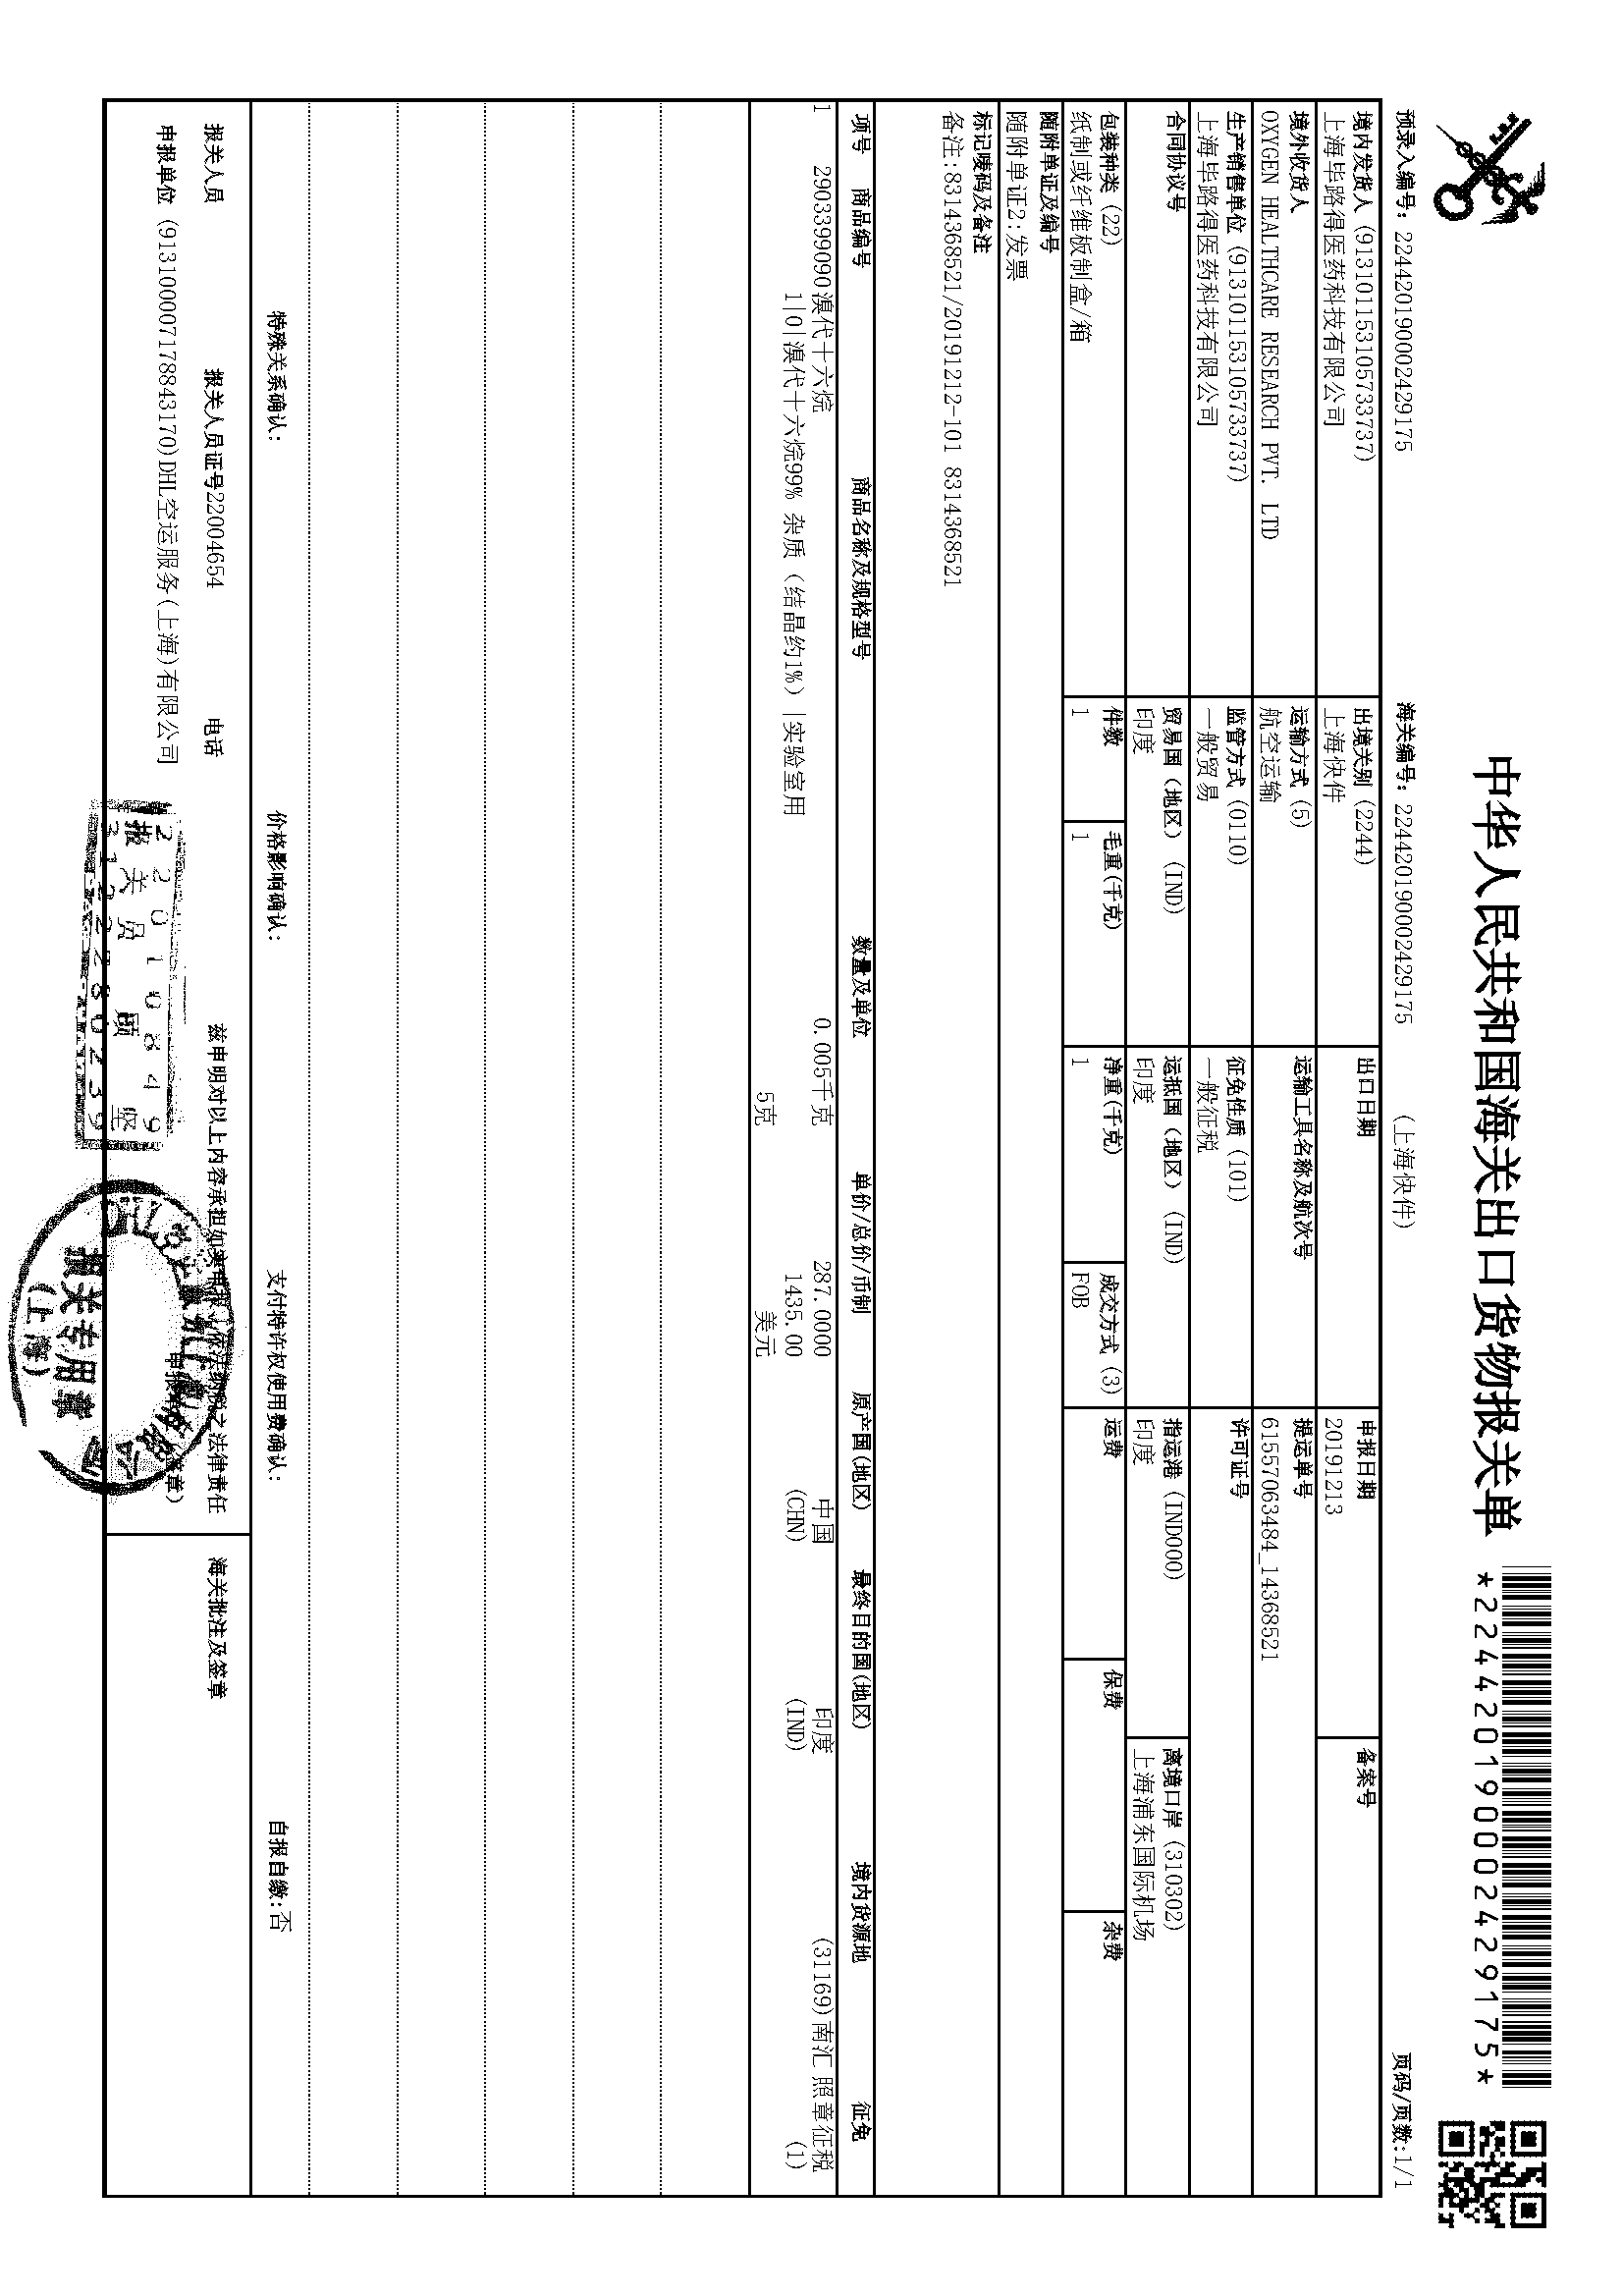 中华人民共和国海关出口货物报关单
*224420190002429175*
预录入编号：224420190002429175 海关编号：224420190002429175 (上海快件) 页码/页数:1/1
境内发货人 (913101153105733737) 出境关别 (2244) 出口日期 申报日期 备案号
上海毕路得医药科技有限公司 上海快件 20191213
境外收货人 运输方式 (5) 运输工具名称及航次号 提运单号
OXYGEN HEALTHCARE RESEARCH PVT. LTD 航空运输 61557063484_14368521
生产销售单位 (913101153105733737) 监管方式 (0110) 征免性质 (101) 许可证号
上海毕路得医药科技有限公司 一般贸易 一般征税
合同协议号 贸易国（地区） (IND) 运抵国（地区） (IND) 指运港 (IND000) 离境口岸 (310302)
印度 印度 印度 上海浦东国际机场
包装种类 (22) 件数 毛重(千克) 净重(千克) 成交方式 (3) 运费 保费 杂费
纸制或纤维板制盒/箱 1 1 1 FOB
随附单证及编号
随附单证2:发票
标记唛码及备注
备注:8314368521/20191212-101 8314368521
项号 商品编号 商品名称及规格型号 数量及单位 单价/总价/币制 原产国(地区) 最终目的国(地区) 境内货源地 征免
1 2903399090 溴代十六烷 0.005千克 287.0000 中国 印度 (31169)南汇 照章征税
1|0|溴代十六烷99% 杂质（结晶约1%）|实验室用 1435.00 (CHN) (IND) (1)
5克 美元
特殊关系确认： 价格影响确认： 支付特许权使用费确认： 自报自缴:否
报关人员 报关人员证号22004654 电话 兹申明对以上内容承担如实申报、依法纳税之法律责任 海关批注及签章
申报单位 (913100007178843170)DHL空运服务(上海)有限公司 申报单位（签章）
2 2 0 1 0 8 4 9
报关员 顾 坚
报关专用章
(上海)